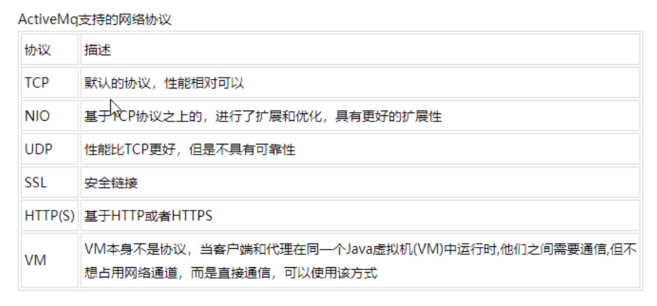 ActiveMq支持的网络协议
协议 描述
TCP 默认的协议，性能相对可以
NIO 基于TCP协议之上的，进行了扩展和优化，具有更好的扩展性
UDP 性能比TCP更好，但是不具有可靠性
SSL 安全链接
HTTP(S) 基于HTTP或者HTTPS
VM VM本身不是协议，当客户端和代理在同一个Java虚拟机(VM)中运行时,他们之间需要通信,但不
想占用网络通道，而是直接通信，可以使用该方式